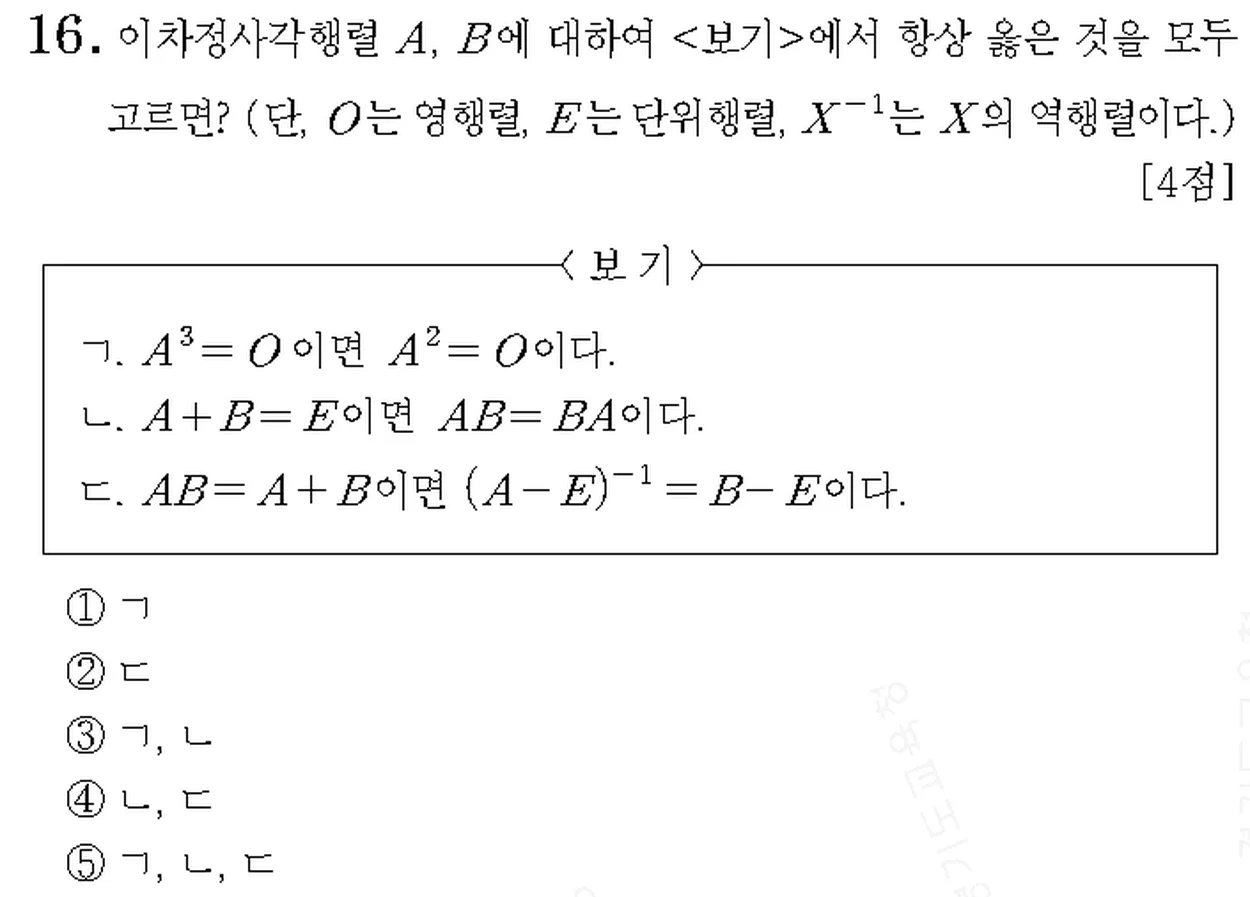 16. 이차정사각행렬 A, B에 대하여 <보기>에서 항상 옳은 것을 모두
고르면? (단, O는 영행렬, E는 단위행렬, X⁻¹는 X의 역행렬이다.)
[4점]
〈 보 기 〉
ㄱ. A³= O 이면 A²= O이다.
ㄴ. A+B=E이면 AB=BA이다.
ㄷ. AB=A+B이면 (A−E)⁻¹=B−E이다.
① ㄱ
② ㄷ
③ ㄱ, ㄴ
④ ㄴ, ㄷ
⑤ ㄱ, ㄴ, ㄷ